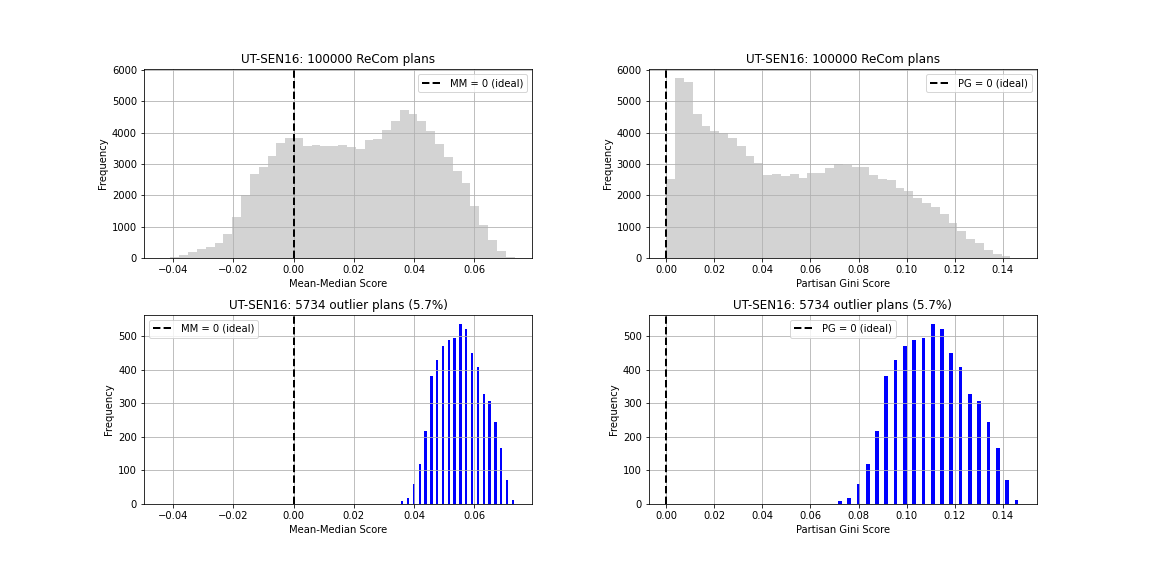 UT-SEN16: 100000 ReCom plans
MM = 0 (ideal)
6000
5000
4000
3000
2000
1000
0
Frequency
−0.04 −0.02 0.00 0.02 0.04 0.06
Mean-Median Score
UT-SEN16: 100000 ReCom plans
PG = 0 (ideal)
6000
5000
4000
3000
2000
1000
0
Frequency
0.00 0.02 0.04 0.06 0.08 0.10 0.12 0.14
Partisan Gini Score
UT-SEN16: 5734 outlier plans (5.7%)
MM = 0 (ideal)
500
400
300
200
100
0
Frequency
−0.04 −0.02 0.00 0.02 0.04 0.06
Mean-Median Score
UT-SEN16: 5734 outlier plans (5.7%)
PG = 0 (ideal)
500
400
300
200
100
0
Frequency
0.00 0.02 0.04 0.06 0.08 0.10 0.12 0.14
Partisan Gini Score